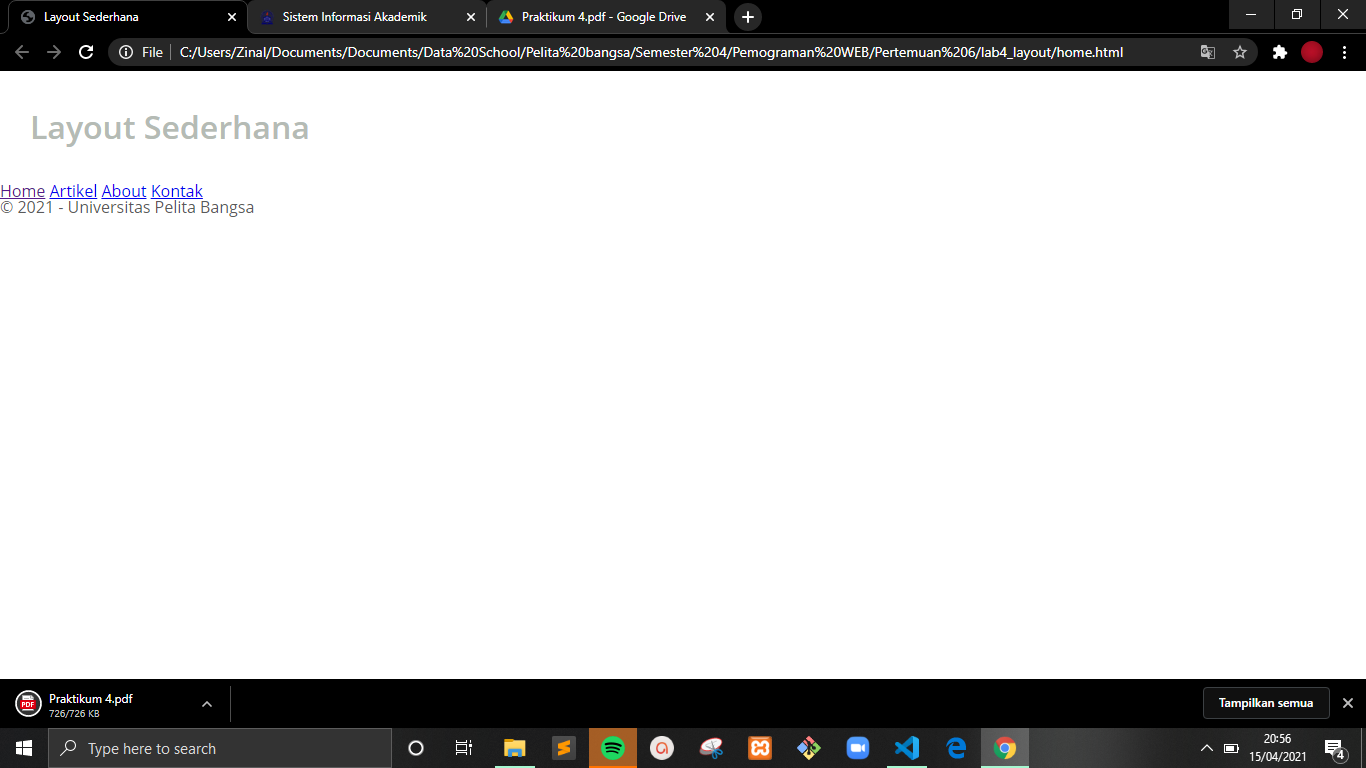 Layout Sederhana
Sistem Informasi Akademik
Praktikum 4.pdf - Google Drive
File
C:/Users/Zinal/Documents/Documents/Data%20School/Pelita%20bangsa/Semester%204/Pemograman%20WEB/Pertemuan%206/lab4_layout/home.html
Layout Sederhana
Home Artikel About Kontak
© 2021 - Universitas Pelita Bangsa
PDF
Praktikum 4.pdf
726/726 KB
Tampilkan semua
Type here to search
20:56
15/04/2021
4